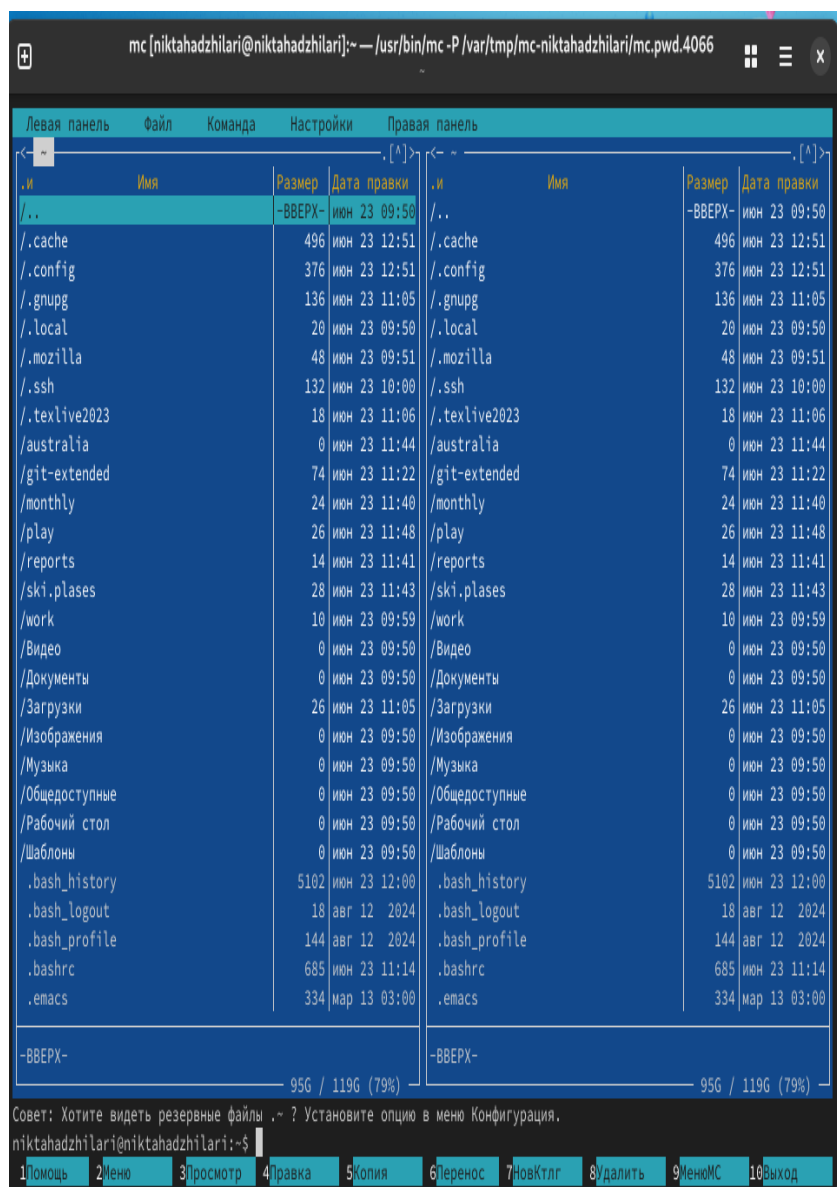 mc [niktahadzhilari@niktahadzhilari]:~ — /usr/bin/mc -P /var/tmp/mc-niktahadzhilari/mc.pwd.4066
~
Левая панель Файл Команда Настройки Правая панель
<— ~ .[^]> <— ~ .[^]>
.и Имя Размер Дата правки .и Имя Размер Дата правки
/.. -ВВЕРХ- июн 23 09:50 /.. -ВВЕРХ- июн 23 09:50
/.cache 496 июн 23 12:51 /.cache 496 июн 23 12:51
/.config 376 июн 23 12:51 /.config 376 июн 23 12:51
/.gnupg 136 июн 23 11:05 /.gnupg 136 июн 23 11:05
/.local 20 июн 23 09:50 /.local 20 июн 23 09:50
/.mozilla 48 июн 23 09:51 /.mozilla 48 июн 23 09:51
/.ssh 132 июн 23 10:00 /.ssh 132 июн 23 10:00
/.texlive2023 18 июн 23 11:06 /.texlive2023 18 июн 23 11:06
/australia 0 июн 23 11:44 /australia 0 июн 23 11:44
/git-extended 74 июн 23 11:22 /git-extended 74 июн 23 11:22
/monthly 24 июн 23 11:40 /monthly 24 июн 23 11:40
/play 26 июн 23 11:48 /play 26 июн 23 11:48
/reports 14 июн 23 11:41 /reports 14 июн 23 11:41
/ski.plases 28 июн 23 11:43 /ski.plases 28 июн 23 11:43
/work 10 июн 23 09:59 /work 10 июн 23 09:59
/Видео 0 июн 23 09:50 /Видео 0 июн 23 09:50
/Документы 0 июн 23 09:50 /Документы 0 июн 23 09:50
/Загрузки 26 июн 23 11:05 /Загрузки 26 июн 23 11:05
/Изображения 0 июн 23 09:50 /Изображения 0 июн 23 09:50
/Музыка 0 июн 23 09:50 /Музыка 0 июн 23 09:50
/Общедоступные 0 июн 23 09:50 /Общедоступные 0 июн 23 09:50
/Рабочий стол 0 июн 23 09:50 /Рабочий стол 0 июн 23 09:50
/Шаблоны 0 июн 23 09:50 /Шаблоны 0 июн 23 09:50
.bash_history 5102 июн 23 12:00 .bash_history 5102 июн 23 12:00
.bash_logout 18 авг 12 2024 .bash_logout 18 авг 12 2024
.bash_profile 144 авг 12 2024 .bash_profile 144 авг 12 2024
.bashrc 685 июн 23 11:14 .bashrc 685 июн 23 11:14
.emacs 334 мар 13 03:00 .emacs 334 мар 13 03:00
-ВВЕРХ- -ВВЕРХ-
95G / 119G (79%) 95G / 119G (79%)
Совет: Хотите видеть резервные файлы .~ ? Установите опцию в меню Конфигурация.
niktahadzhilari@niktahadzhilari:~$
1Помощь 2Меню 3Просмотр 4Правка 5Копия 6Перенос 7НовКтлг 8Удалить 9МенюМС 10Выход